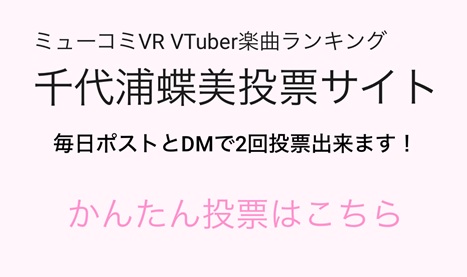 ミューコミVR VTuber楽曲ランキング
千代浦蝶美投票サイト
毎日ポストとDMで2回投票出来ます！
かんたん投票はこちら